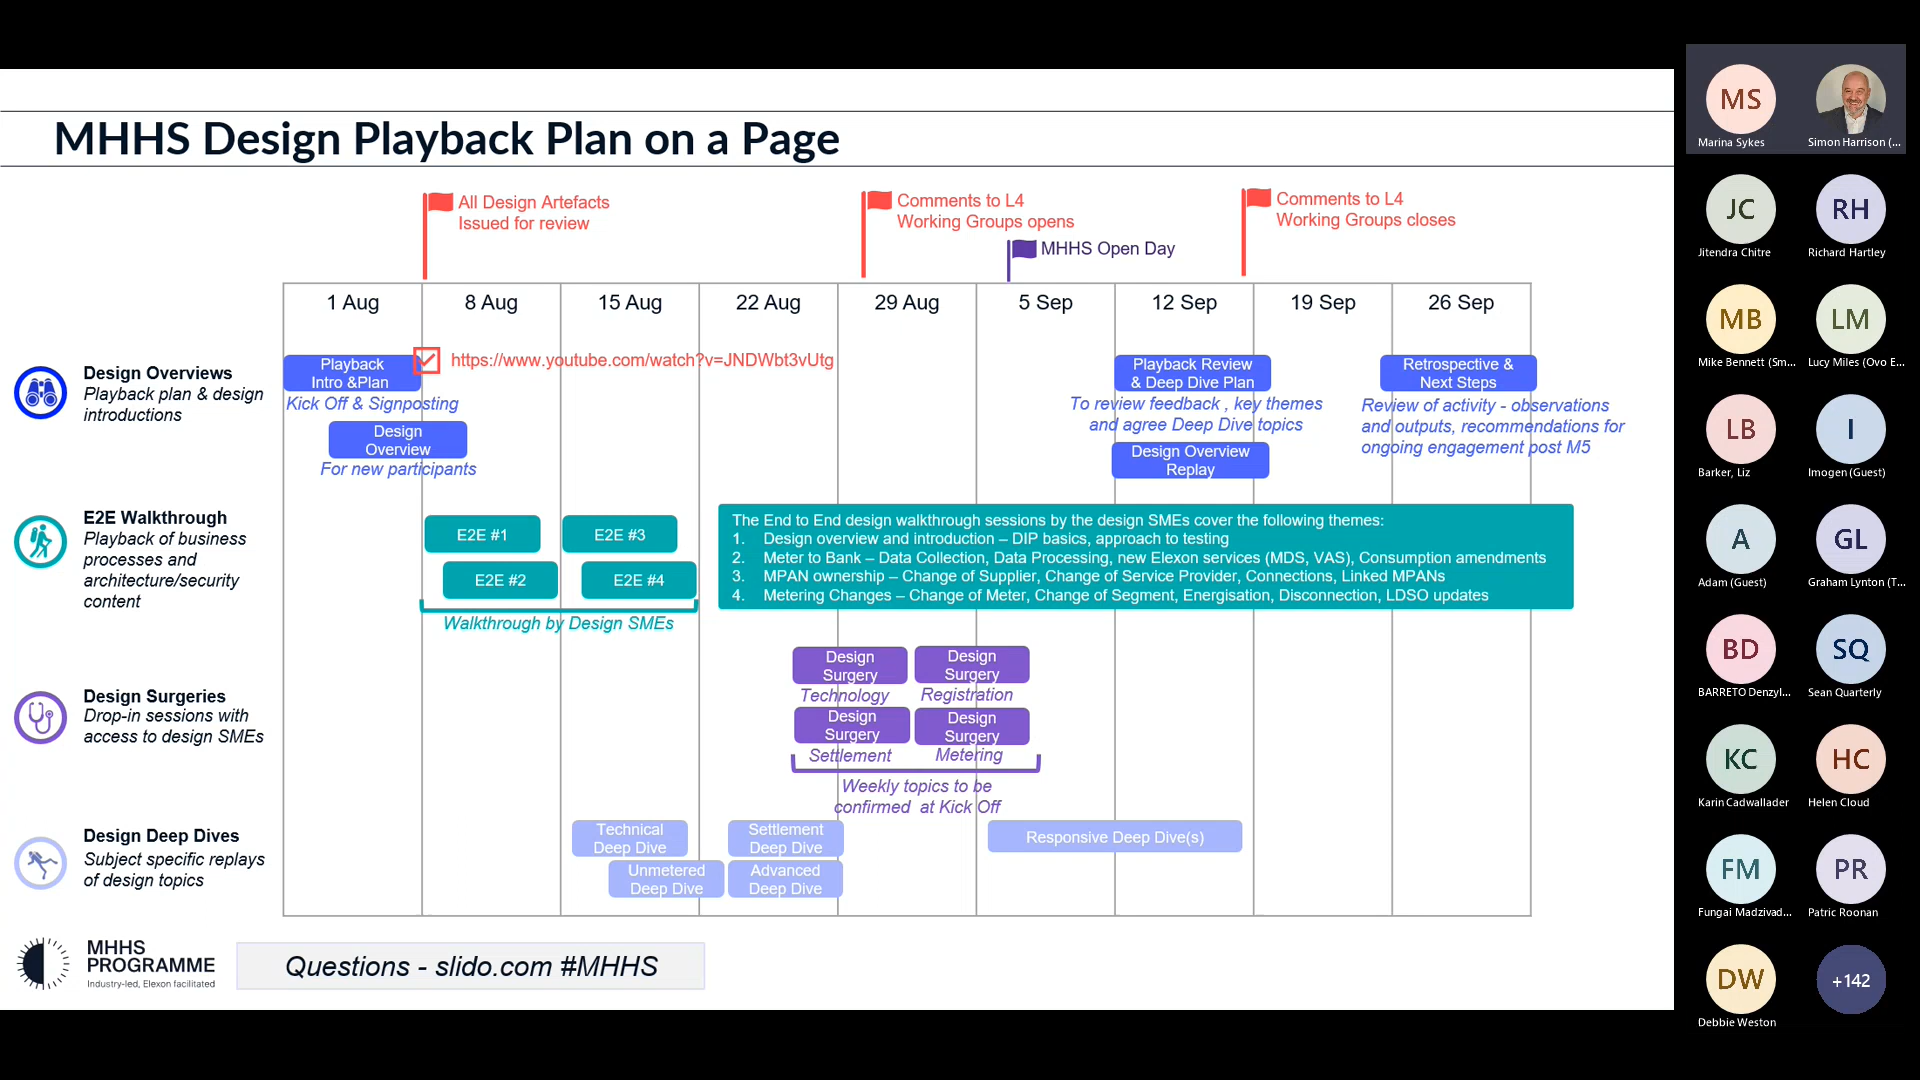 MHHS Design Playback Plan on a Page
All Design Artefacts
Issued for review
Comments to L4
Working Groups opens
MHHS Open Day
Comments to L4
Working Groups closes
1 Aug
8 Aug
15 Aug
22 Aug
29 Aug
5 Sep
12 Sep
19 Sep
26 Sep
Design Overviews
Playback plan & design
introductions
Playback
Intro &Plan
https://www.youtube.com/watch?v=JNDWbt3vUtg
Kick Off & Signposting
Design
Overview
For new participants
Playback Review
& Deep Dive Plan
To review feedback , key themes
and agree Deep Dive topics
Design Overview
Replay
Retrospective &
Next Steps
Review of activity - observations
and outputs, recommendations for
ongoing engagement post M5
E2E Walkthrough
Playback of business
processes and
architecture/security
content
E2E #1
E2E #3
E2E #2
E2E #4
Walkthrough by Design SMEs
The End to End design walkthrough sessions by the design SMEs cover the following themes:
1. Design overview and introduction – DIP basics, approach to testing
2. Meter to Bank – Data Collection, Data Processing, new Elexon services (MDS, VAS), Consumption amendments
3. MPAN ownership – Change of Supplier, Change of Service Provider, Connections, Linked MPANs
4. Metering Changes – Change of Meter, Change of Segment, Energisation, Disconnection, LDSO updates
Design Surgeries
Drop-in sessions with
access to design SMEs
Design
Surgery
Technology
Design
Surgery
Registration
Design
Surgery
Settlement
Design
Surgery
Metering
Weekly topics to be
confirmed at Kick Off
Design Deep Dives
Subject specific replays
of design topics
Technical
Deep Dive
Settlement
Deep Dive
Unmetered
Deep Dive
Advanced
Deep Dive
Responsive Deep Dive(s)
MHHS
PROGRAMME
Industry-led, Elexon facilitated
Questions - slido.com #MHHS
MS
Marina Sykes
Simon Harrison (...
JC
Jitendra Chitre
RH
Richard Hartley
MB
Mike Bennett (Sm...
LM
Lucy Miles (Ovo E...
LB
Barker, Liz
I
Imogen (Guest)
A
Adam (Guest)
GL
Graham Lynton (T...
BD
BARRETO Denzyl...
SQ
Sean Quarterly
KC
Karin Cadwallader
HC
Helen Cloud
FM
Fungai Madzivad...
PR
Patric Roonan
DW
Debbie Weston
+142